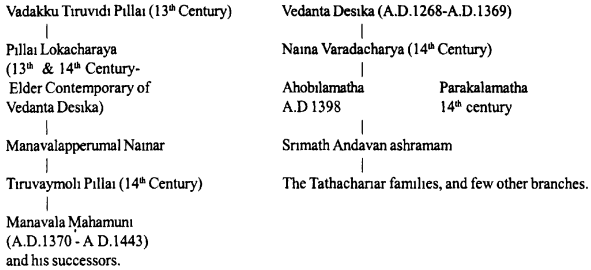 Vadakku Tiruvidi Pillai (13th Century)
Pillai Lokacharaya
(13th & 14th Century-
Elder Contemporary of
Vedanta Desika)
Manavalapperumal Nainar
Tiruvaymoli Pillai (14th Century)
Manavala Mahamuni
(A.D.1370 - A D.1443)
and his successors.
Vedanta Desika (A.D.1268-A.D.1369)
Naina Varadacharya (14th Century)
Ahobilamatha Parakalamatha
A.D 1398 14th century
Srimath Andavan ashramam
The Tathachariar families, and few other branches.